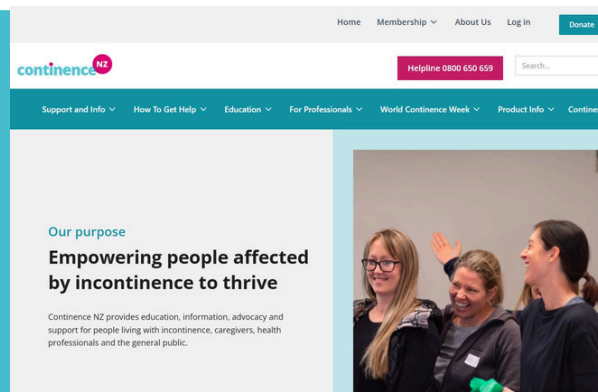 Home Membership About Us Log in Donate
continence NZ
Helpline 0800 650 659 Search...
Support and Info How To Get Help Education For Professionals World Continence Week Product Info Contine
Our purpose
Empowering people affected
by incontinence to thrive
Continence NZ provides education, information, advocacy and
support for people living with incontinence, caregivers, health
professionals and the general public.